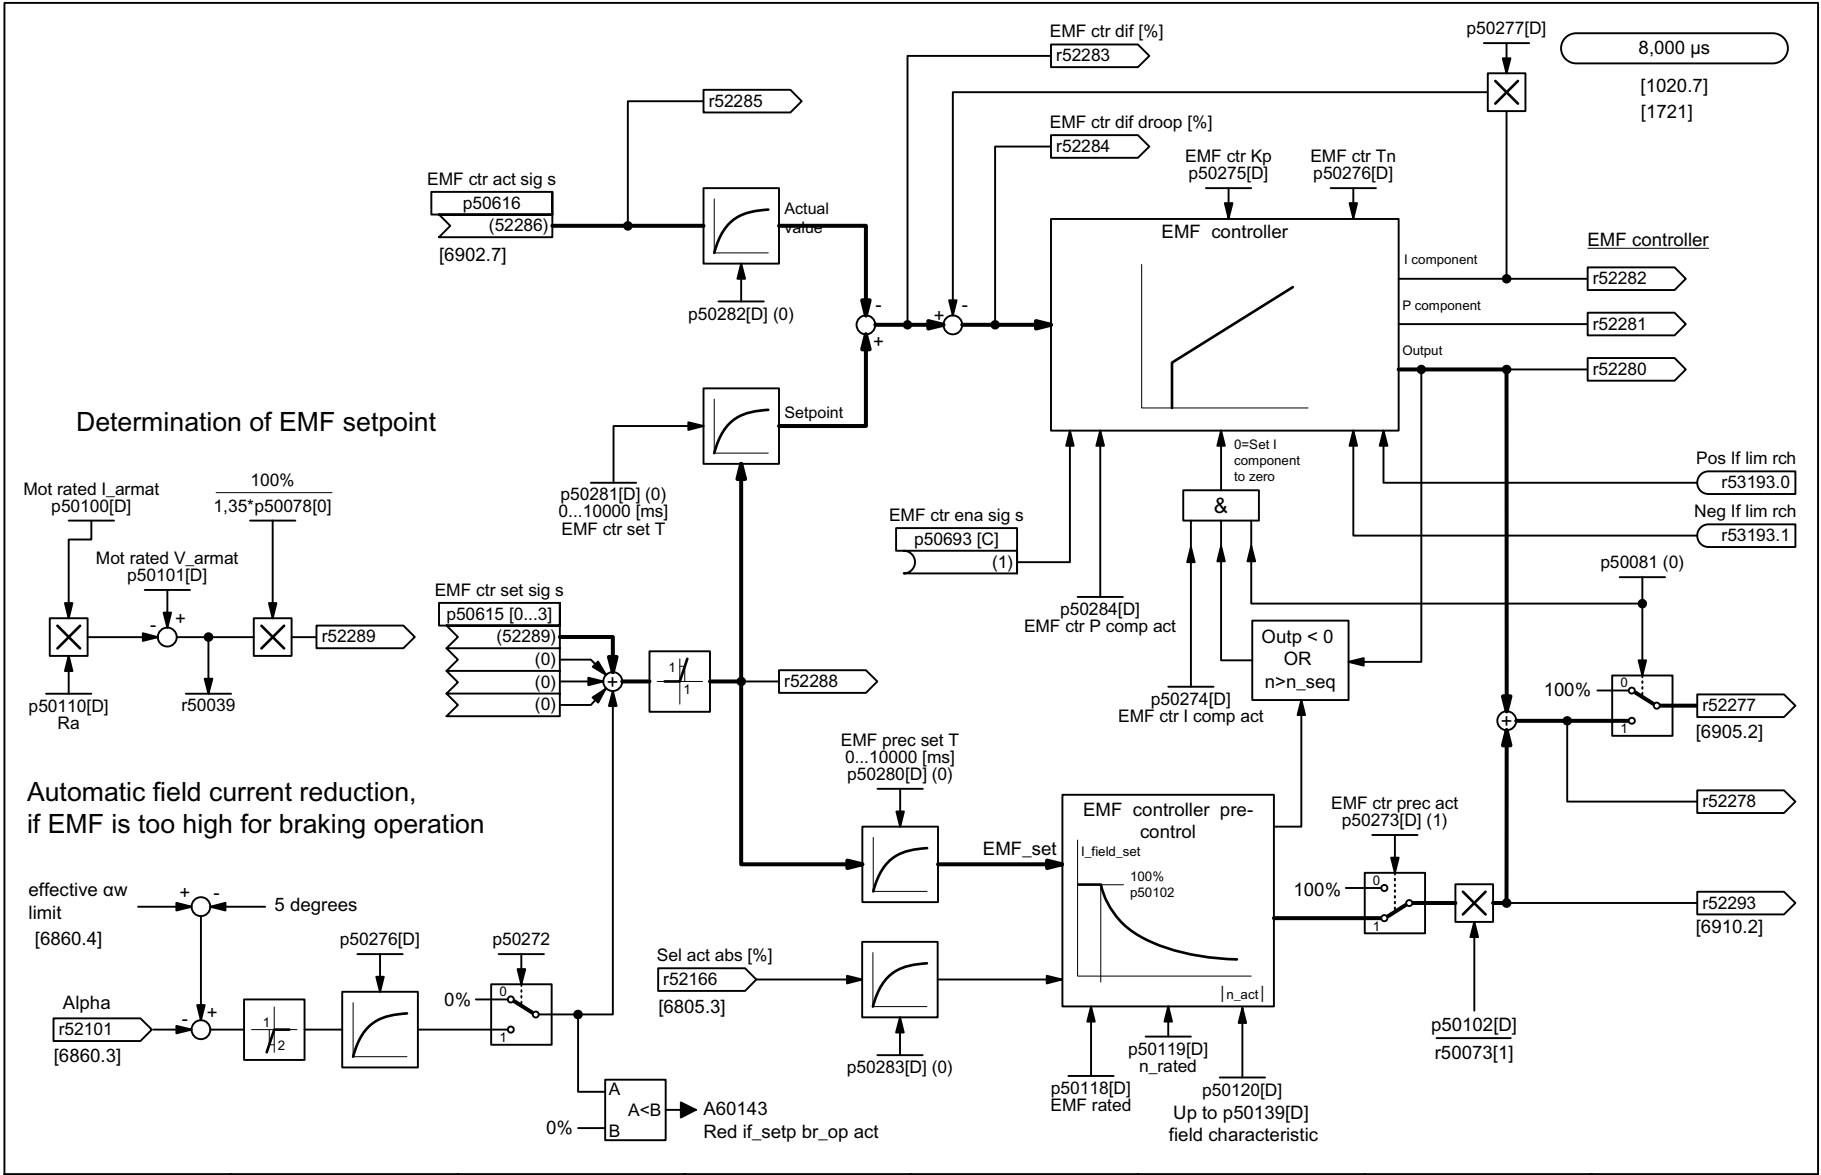 EMF ctr dif [%]
r52283
p50277[D]
8,000 µs
[1020.7]
[1721]
r52285
EMF ctr dif droop [%]
r52284
EMF ctr Kp
p50275[D]
EMF ctr Tn
p50276[D]
EMF ctr act sig s
p50616
(52286)
[6902.7]
Actual
value
p50282[D] (0)
-
+
+
-
EMF controller
I component
P component
Output
EMF controller
r52282
r52281
r52280
Determination of EMF setpoint
Setpoint
p50281[D] (0)
0...10000 [ms]
EMF ctr set T
0=Set I
component
to zero
&
Pos If lim rch
r53193.0
Neg If lim rch
r53193.1
EMF ctr ena sig s
p50693 [C]
(1)
p50284[D]
EMF ctr P comp act
p50274[D]
EMF ctr I comp act
Outp < 0
OR
n>n_seq
p50081 (0)
100%
0
1
r52277
[6905.2]
r52278
Mot rated I_armat
p50100[D]
100%
1,35*p50078[0]
Mot rated V_armat
p50101[D]
-
+
r52289
p50110[D]
Ra
r50039
EMF ctr set sig s
p50615 [0...3]
(52289)
(0)
(0)
(0)
+
1
1
r52288
+
EMF prec set T
0...10000 [ms]
p50280[D] (0)
EMF_set
EMF controller pre-
control
I_field_set
100%
p50102
|n_act|
EMF ctr prec act
p50273[D] (1)
100%
0
1
r52293
[6910.2]
p50102[D]
r50073[1]
Automatic field current reduction,
if EMF is too high for braking operation
effective αw
limit
[6860.4]
+
-
5 degrees
Alpha
r52101
[6860.3]
-
+
1
2
p50276[D]
p50272
0%
0
1
Sel act abs [%]
r52166
[6805.3]
p50283[D] (0)
p50118[D]
EMF rated
p50119[D]
n_rated
p50120[D]
Up to p50139[D]
field characteristic
A
A<B
B
0%
A60143
Red if_setp br_op act